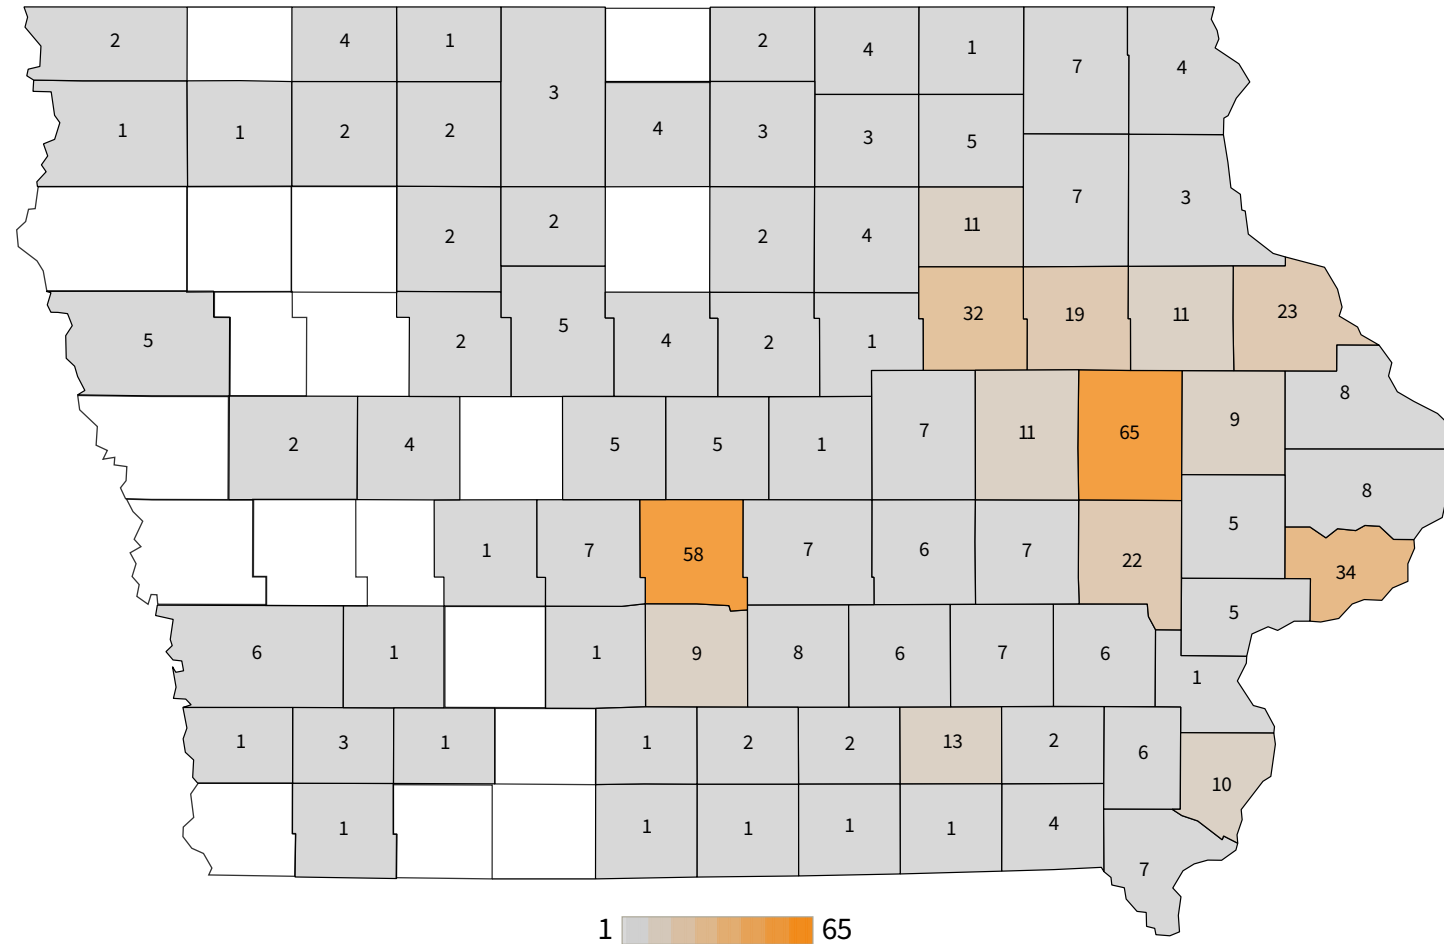 2 4 1 2 4 1 7 4
3
1 1 2 2 4 3 3 5
7 3
2 2 2 4 11
5 2 5 4 2 1 32 19 11 23
8
2 4 5 5 1 7 11 65 9
8
1 7 58 7 6 7 22 5 34
5
6 1 1 9 8 6 7 6 1
1 3 1 1 2 2 13 2 6
10
1 1 1 1 1 4
7
1 65